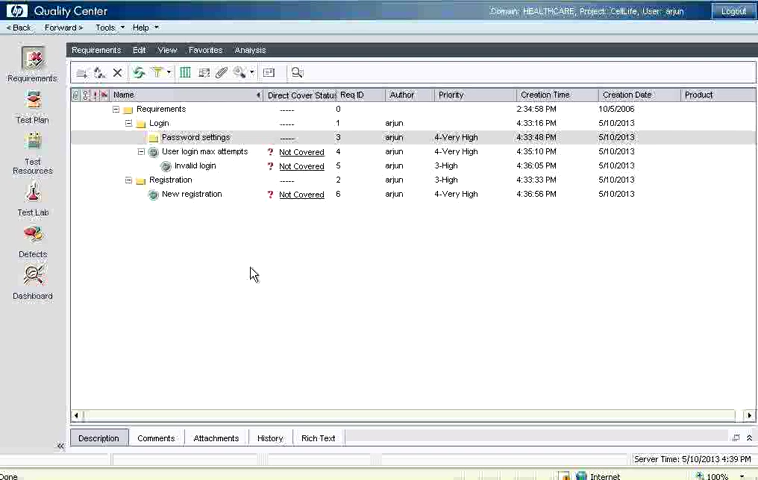 Quality Center
Domain: HEALTHCARE, Project: CellLife, User: arjun
Logout
< Back Forward > Tools Help
Requirements Edit View Favorites Analysis
Name Direct Cover Status Req ID Author Priority Creation Time Creation Date Product
Requirements ----- 0 2:34:58 PM 10/5/2006
Login ----- 1 arjun 4:33:16 PM 5/10/2013
Password settings ----- 3 arjun 4-Very High 4:33:48 PM 5/10/2013
User login max attempts ? Not Covered 4 arjun 4-Very High 4:35:10 PM 5/10/2013
Invalid login ? Not Covered 5 arjun 3-High 4:36:05 PM 5/10/2013
Registration ----- 2 arjun 3-High 4:33:33 PM 5/10/2013
New registration ? Not Covered 6 arjun 4-Very High 4:36:56 PM 5/10/2013
Requirements
Test Plan
Test
Resources
Test Lab
Defects
Dashboard
Description Comments Attachments History Rich Text
Server Time: 5/10/2013 4:39 PM
Done Internet 100%